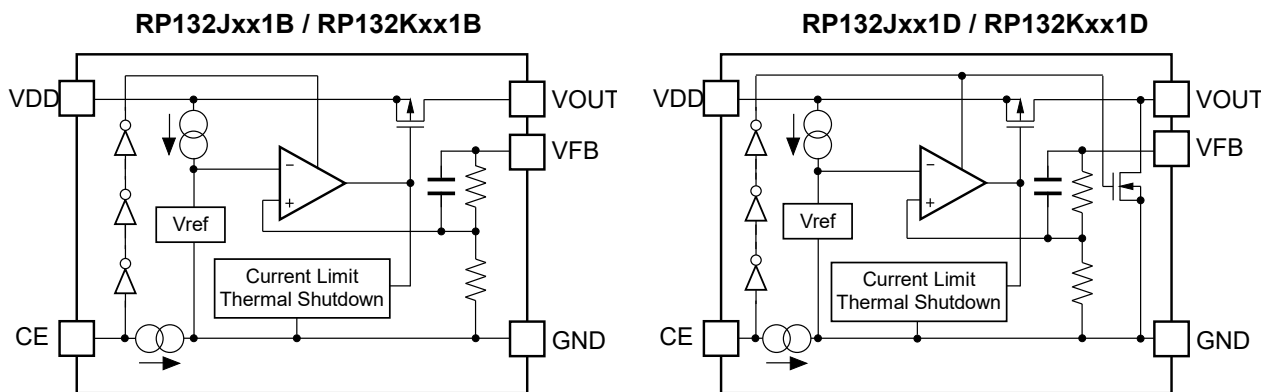 RP132Jxx1B / RP132Kxx1B
VDD
VOUT
VFB
−
+
Vref
Current Limit
Thermal Shutdown
CE
GND
RP132Jxx1D / RP132Kxx1D
VDD
VOUT
VFB
−
+
Vref
Current Limit
Thermal Shutdown
CE
GND